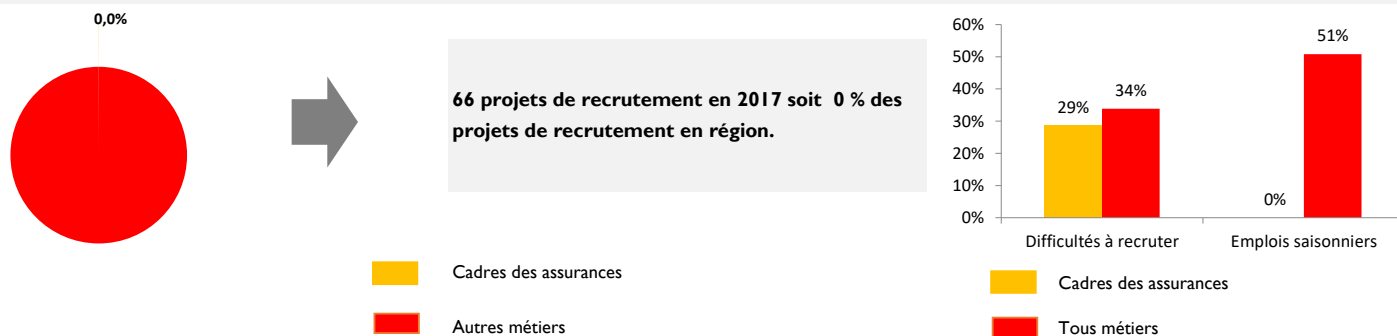 0,0%
66 projets de recrutement en 2017 soit 0 % des
projets de recrutement en région.
Cadres des assurances
Autres métiers
60%
50%
40%
30%
20%
10%
0%
29%
34%
0%
51%
Difficultés à recruter
Emplois saisonniers
Cadres des assurances
Tous métiers